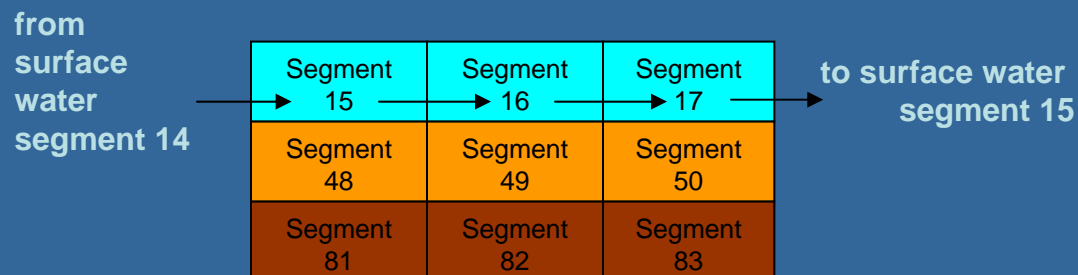 from
surface
water
segment 14
Segment
15
Segment
16
Segment
17
to surface water
segment 15
Segment
48
Segment
49
Segment
50
Segment
81
Segment
82
Segment
83